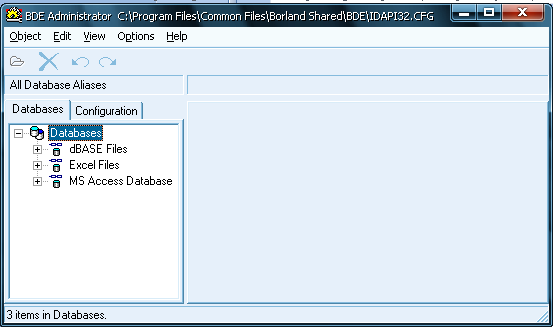 BDE Administrator  C:\Program Files\Common Files\Borland Shared\BDE\IDAPI32.CFG
Object Edit View Options Help
All Database Aliases
Databases Configuration
Databases
dBASE Files
Excel Files
MS Access Database
3 items in Databases.